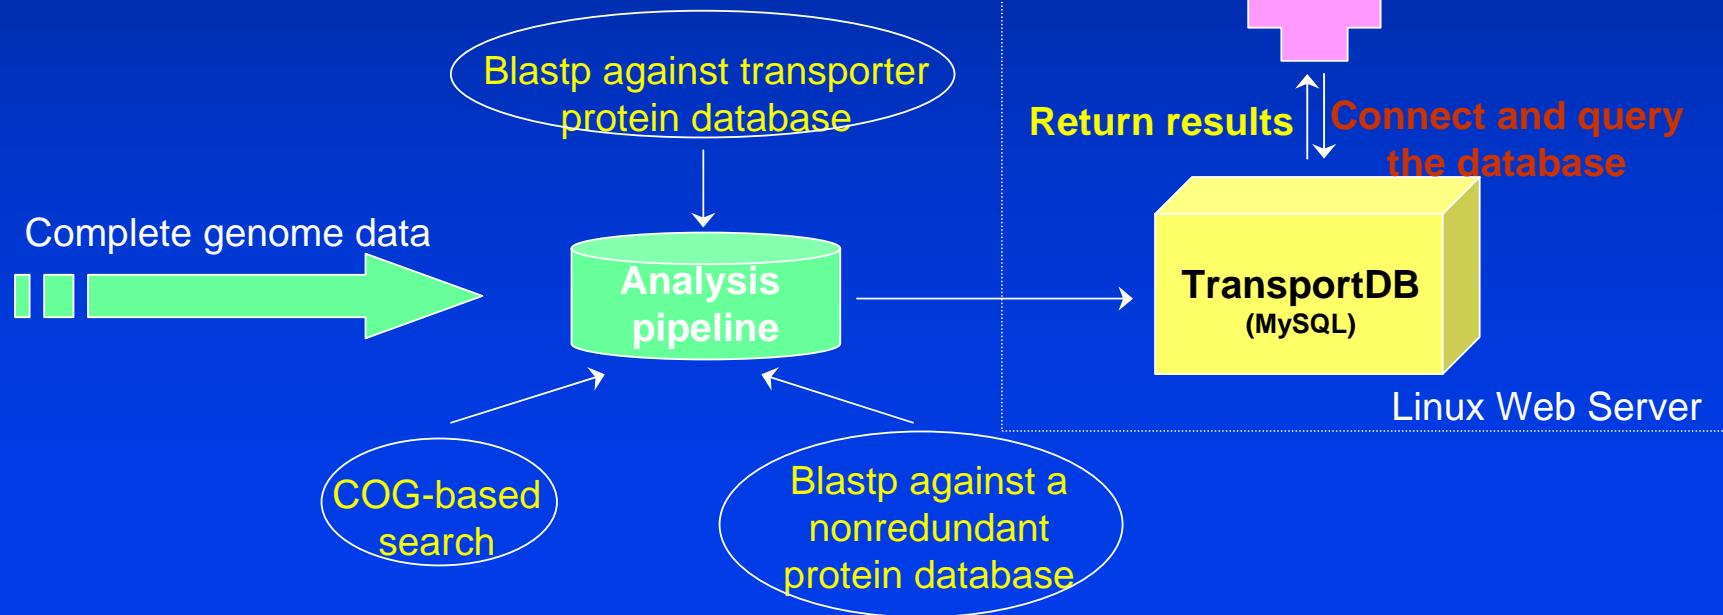 Blastp against transporter
protein database
Return results
Connect and query
the database
Complete genome data
Analysis
pipeline
TransportDB
(MySQL)
Linux Web Server
COG-based
search
Blastp against a
nonredundant
protein database